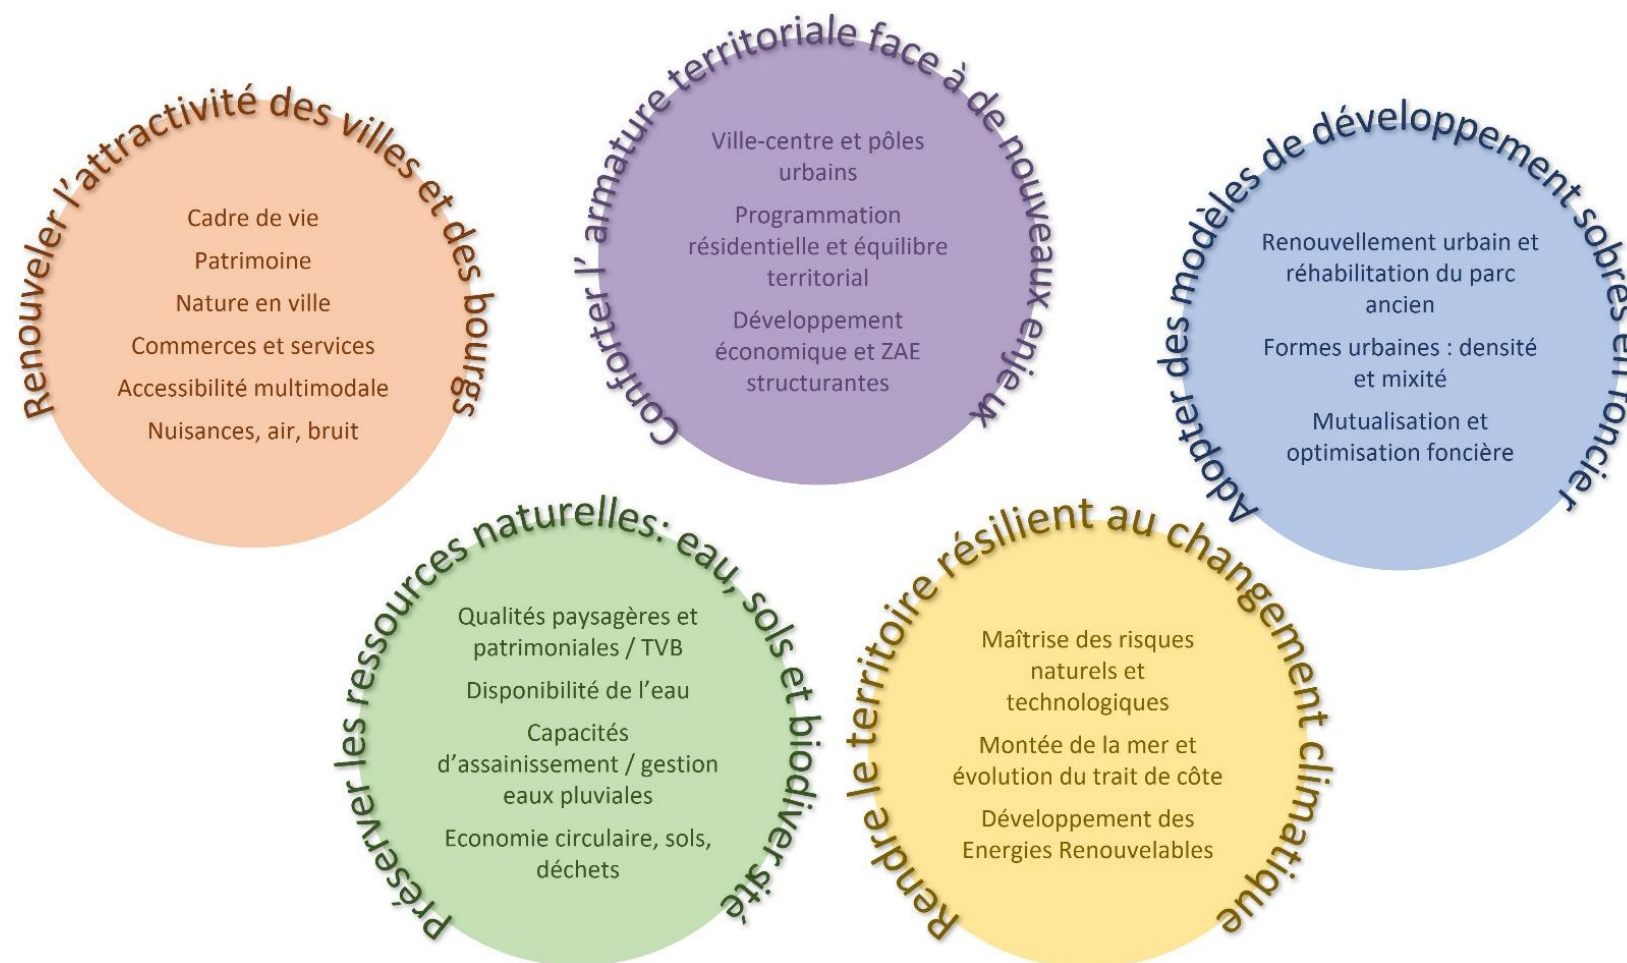 Renouveler l’attractivité des villes et des bourgs
Cadre de vie
Patrimoine
Nature en ville
Commerces et services
Accessibilité multimodale
Nuisances, air, bruit
Conforter l’ armature territoriale face à de nouveaux enjeux
Ville-centre et pôles
urbains
Programmation
résidentielle et équilibre
territorial
Développement
économique et ZAE
structurantes
Adopter des modèles de développement sobres en foncier
Renouvellement urbain et
réhabilitation du parc
ancien
Formes urbaines : densité
et mixité
Mutualisation et
optimisation foncière
Préserver les ressources naturelles: eau, sols et biodiversité
Qualités paysagères et
patrimoniales / TVB
Disponibilité de l’eau
Capacités
d’assainissement / gestion
eaux pluviales
Economie circulaire, sols,
déchets
Rendre le territoire résilient au changement climatique
Maîtrise des risques
naturels et
technologiques
Montée de la mer et
évolution du trait de côte
Développement des
Energies Renouvelables